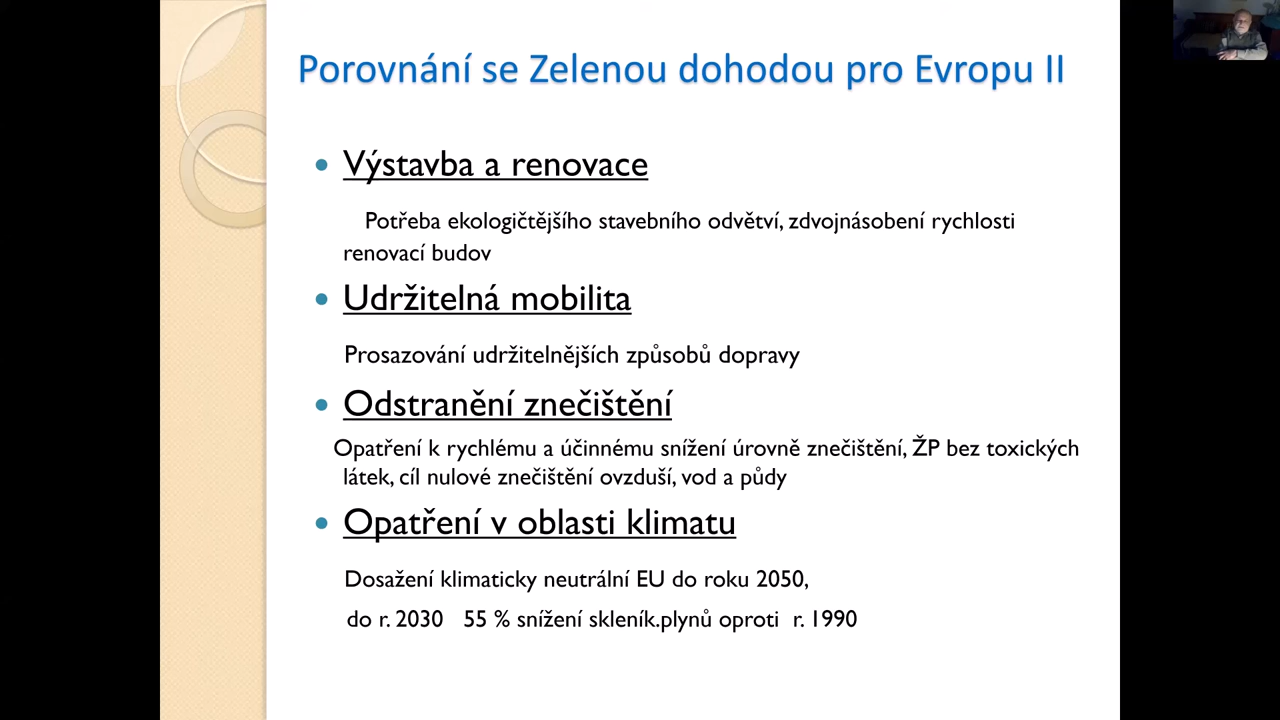 Porovnání se Zelenou dohodou pro Evropu II
• Výstavba a renovace
Potřeba ekologičtějšího stavebního odvětví, zdvojnásobení rychlosti
renovací budov
• Udržitelná mobilita
Prosazování udržitelnějších způsobů dopravy
• Odstranění znečištění
Opatření k rychlému a účinnému snížení úrovně znečištění, ŽP bez toxických
látek, cíl nulové znečištění ovzduší, vod a půdy
• Opatření v oblasti klimatu
Dosažení klimaticky neutrální EU do roku 2050,
do r. 2030 55 % snížení skleník.plynů oproti r. 1990